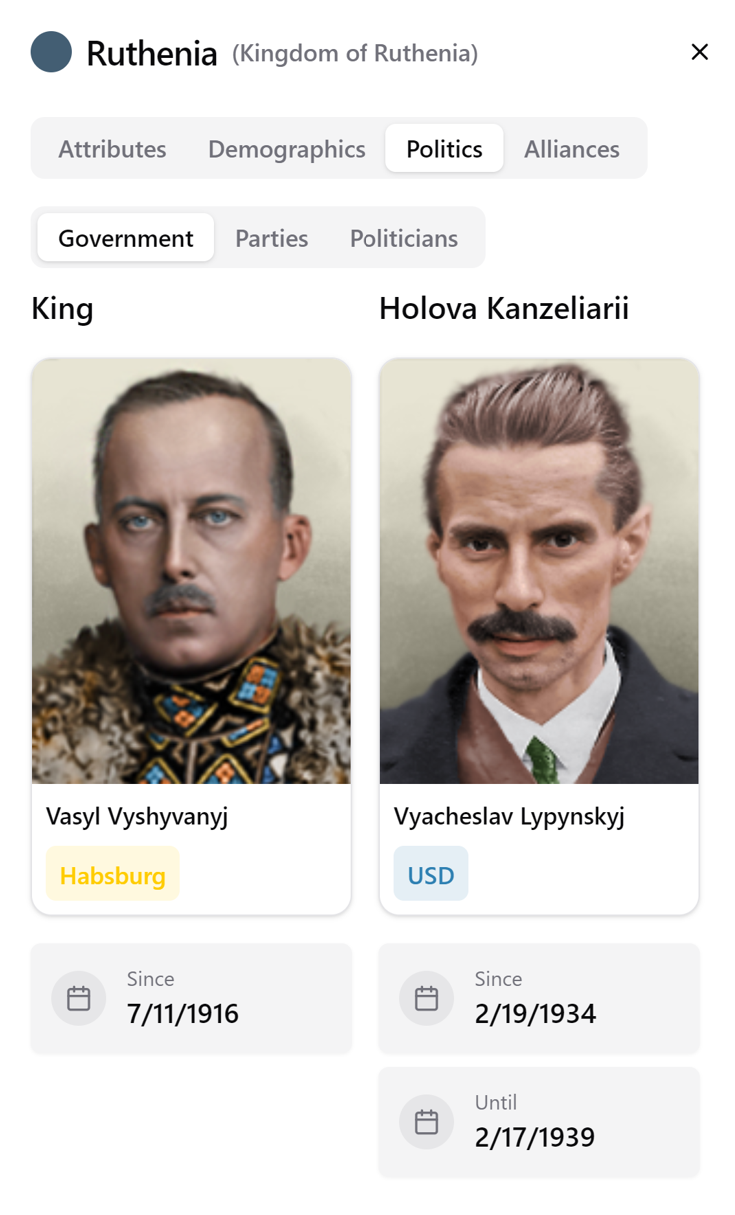 Ruthenia (Kingdom of Ruthenia)
Attributes Demographics Politics Alliances
Government Parties Politicians
King
Holova Kanzeliarii
Vasyl Vyshyvanyj
Habsburg
Vyacheslav Lypynskyj
USD
Since
7/11/1916
Since
2/19/1934
Until
2/17/1939